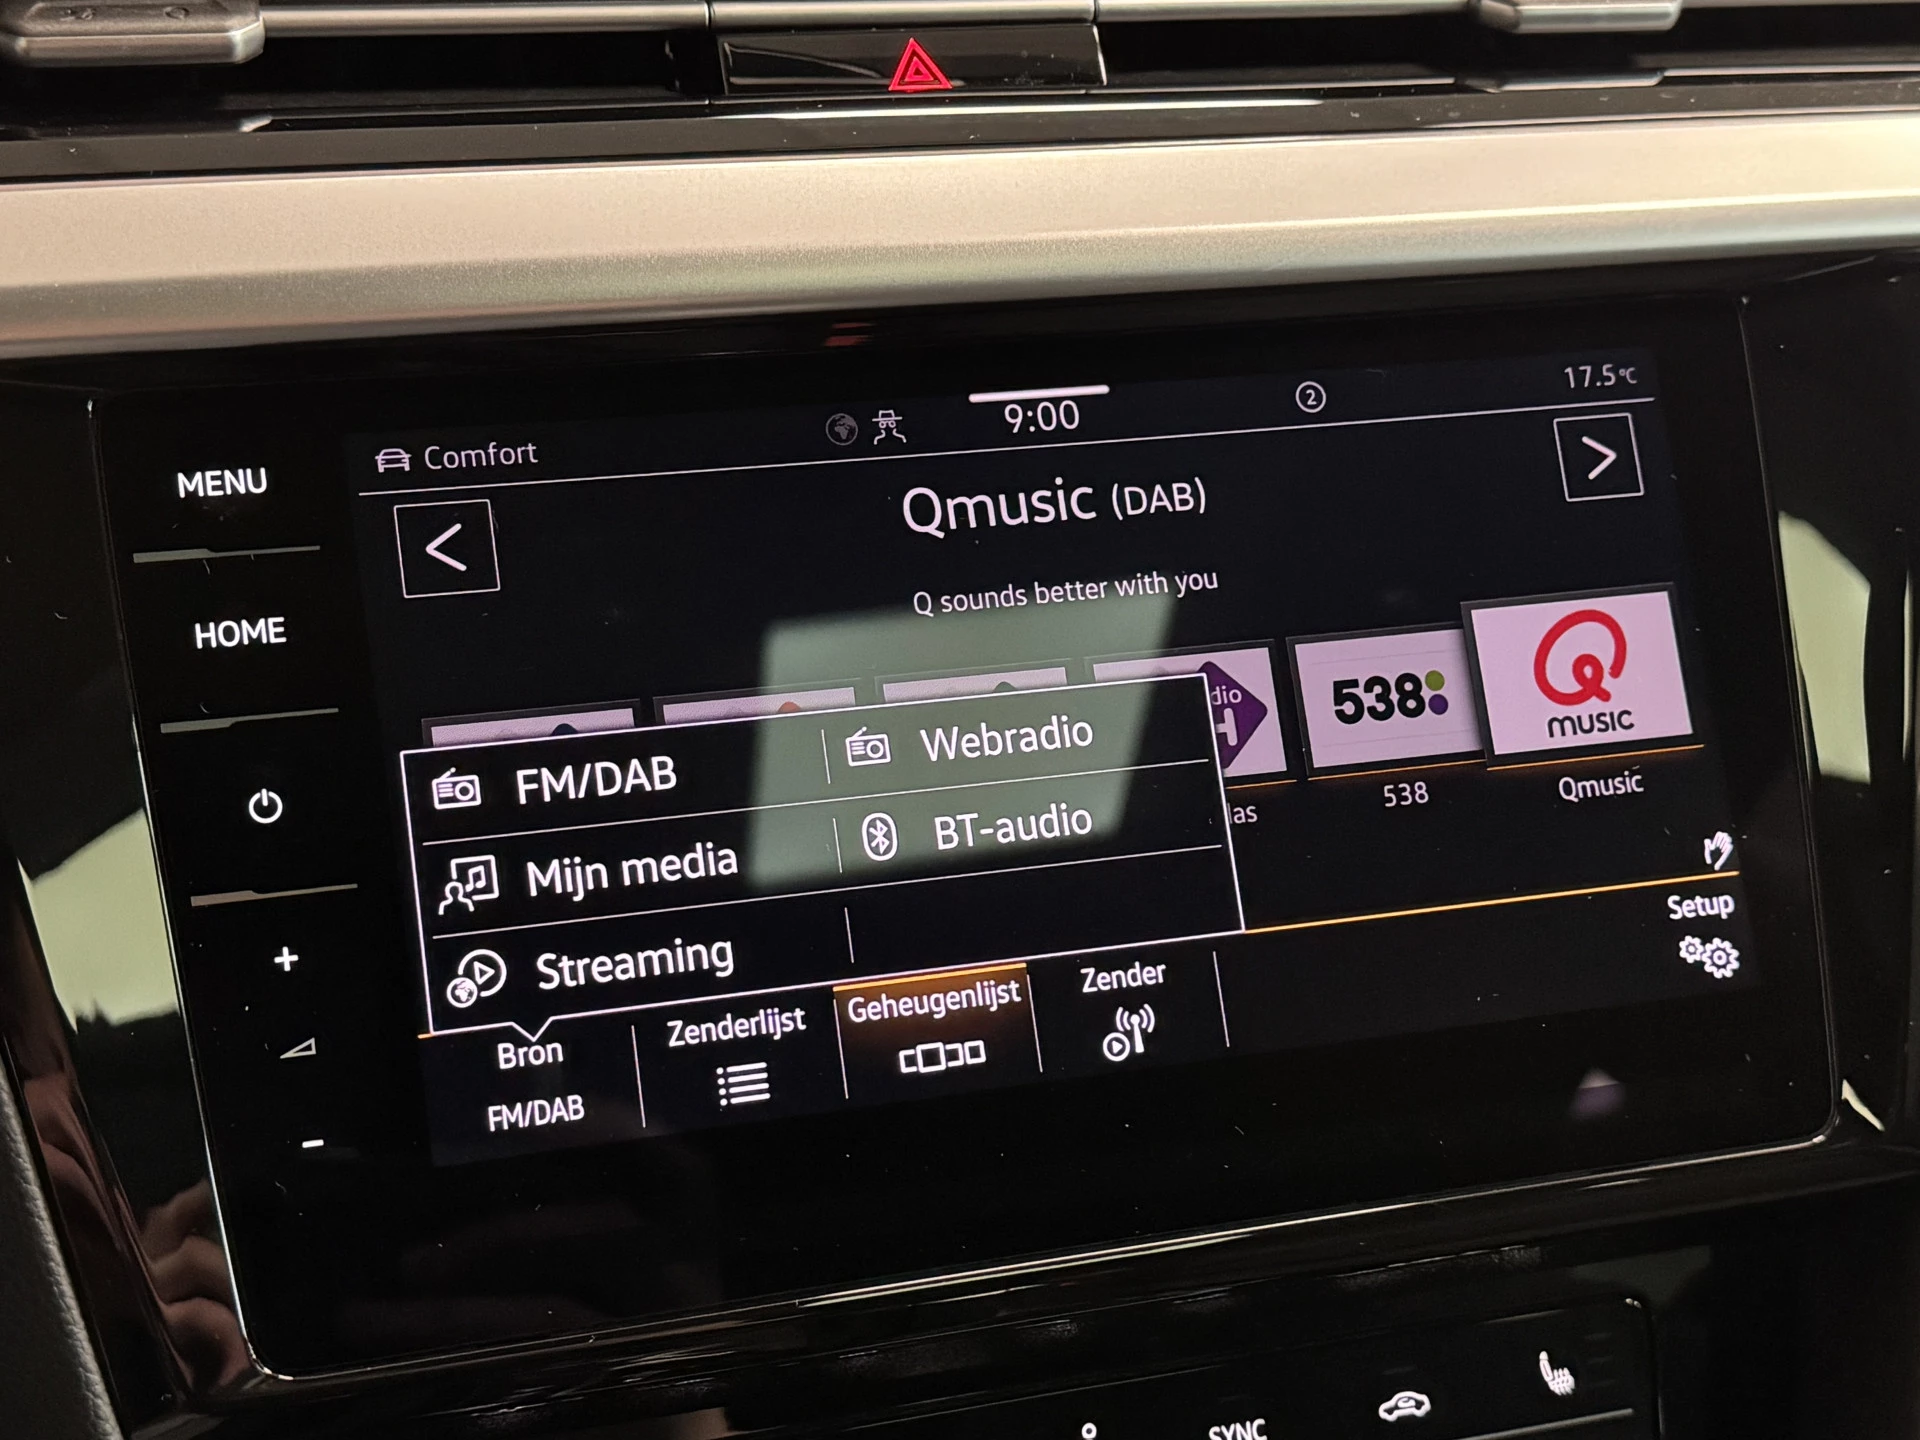 17.5°C
2
9:00
Comfort
MENU
Qmusic (DAB)
Q sounds better with you
HOME
538
MUSIC
FM/DAB
Webradio
538
Qmusic
Mijn media
BT-audio
Streaming
Setup
Bron
Zenderlijst
Geheugenlijst
Zender
FM/DAB
+
-
SYNC